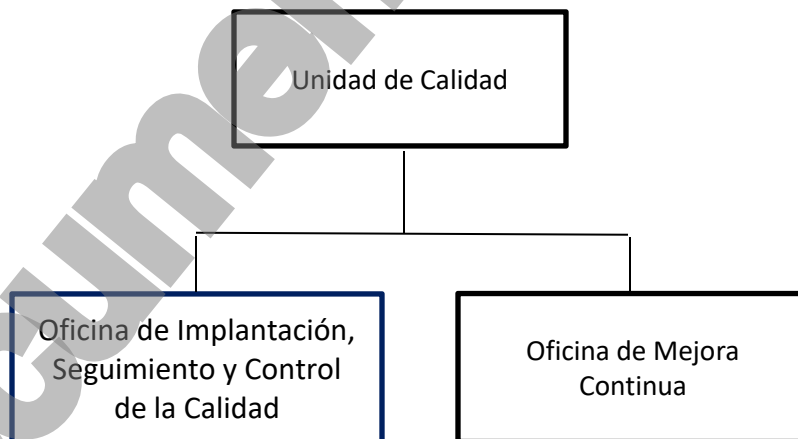 Unidad de Calidad
Oficina de Implantación,
Seguimiento y Control
de la Calidad
Oficina de Mejora
Continua